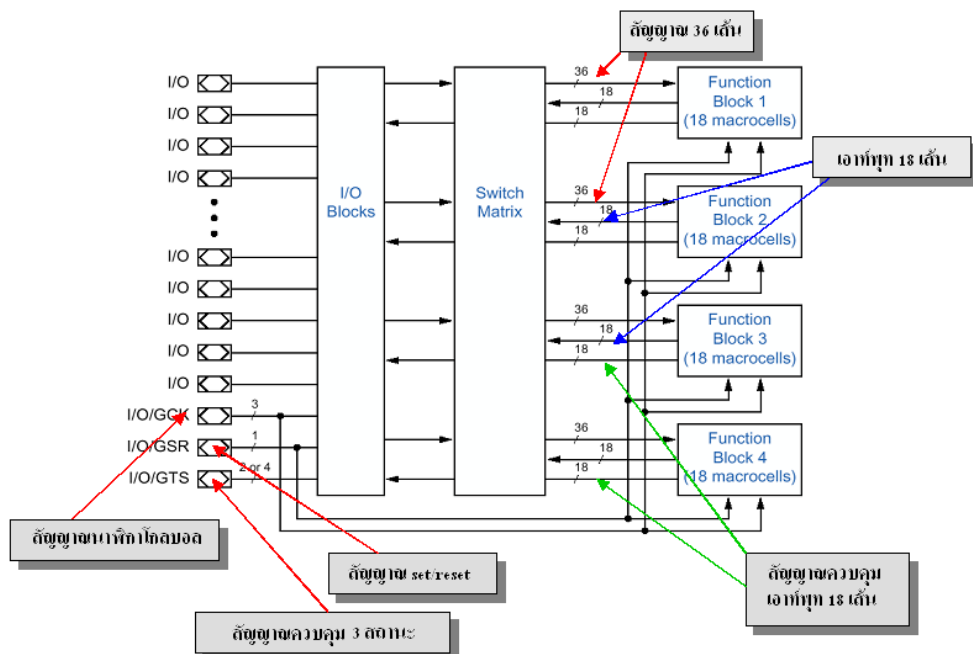 สัญญาณ 36 เส้น
I/O
I/O
I/O
I/O
I/O
I/O
I/O
I/O
I/O
I/O/GCK
3
I/O/GSR
1
I/O/GTS
2 or 4
I/O
Blocks
Switch
Matrix
36
18
18
Function
Block 1
(18 macrocells)
เอาท์พุท 18 เส้น
36
18
18
Function
Block 2
(18 macrocells)
36
18
18
Function
Block 3
(18 macrocells)
36
18
18
Function
Block 4
(18 macrocells)
สัญญาณนาฬิกาโกลบอล
สัญญาณ set/reset
สัญญาณควบคุม 3 สถานะ
สัญญาณควบคุม
เอาท์พุท 18 เส้น